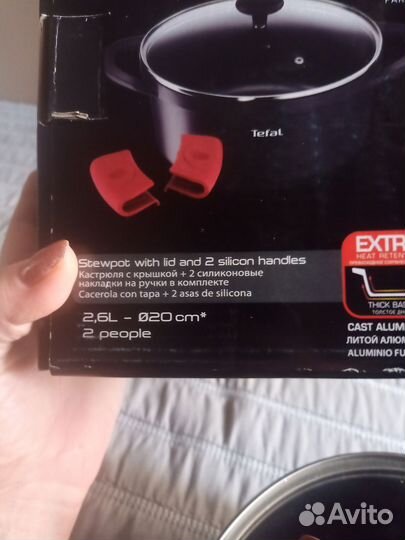 Tefal
Stewpot with lid and 2 silicon handles
Кастрюля с крышкой + 2 силиконовые
накладки на ручки в комплекте
Cacerola con tapa + 2 asas de silicona
2,6L - Ø20 cm*
2 people
EXTR
HEAT RETEN
THICK BAS
ТОЛСТОЕ ДН
CAST ALUM
ЛИТОЙ АЛЮМ
ALUMINIO FU
Avito